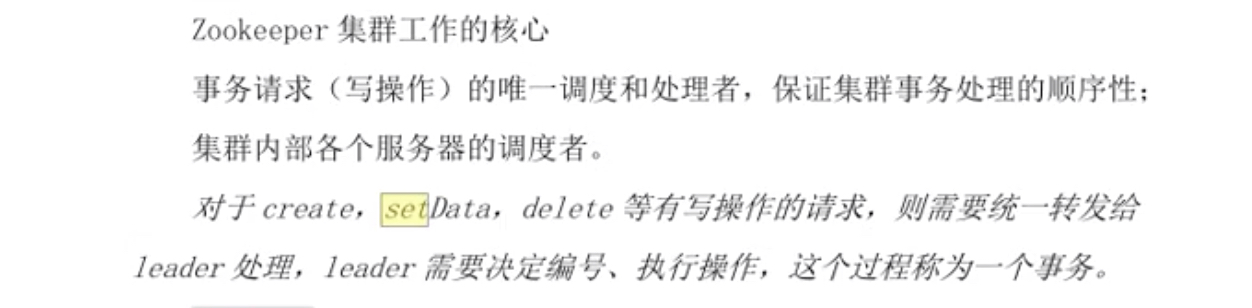 Zookeeper 集群工作的核心
事务请求（写操作）的唯一调度和处理者，保证集群事务处理的顺序性；
集群内部各个服务器的调度者。
对于 create，setData，delete 等有写操作的请求，则需要统一转发给
leader 处理，leader 需要决定编号、执行操作，这个过程称为一个事务。